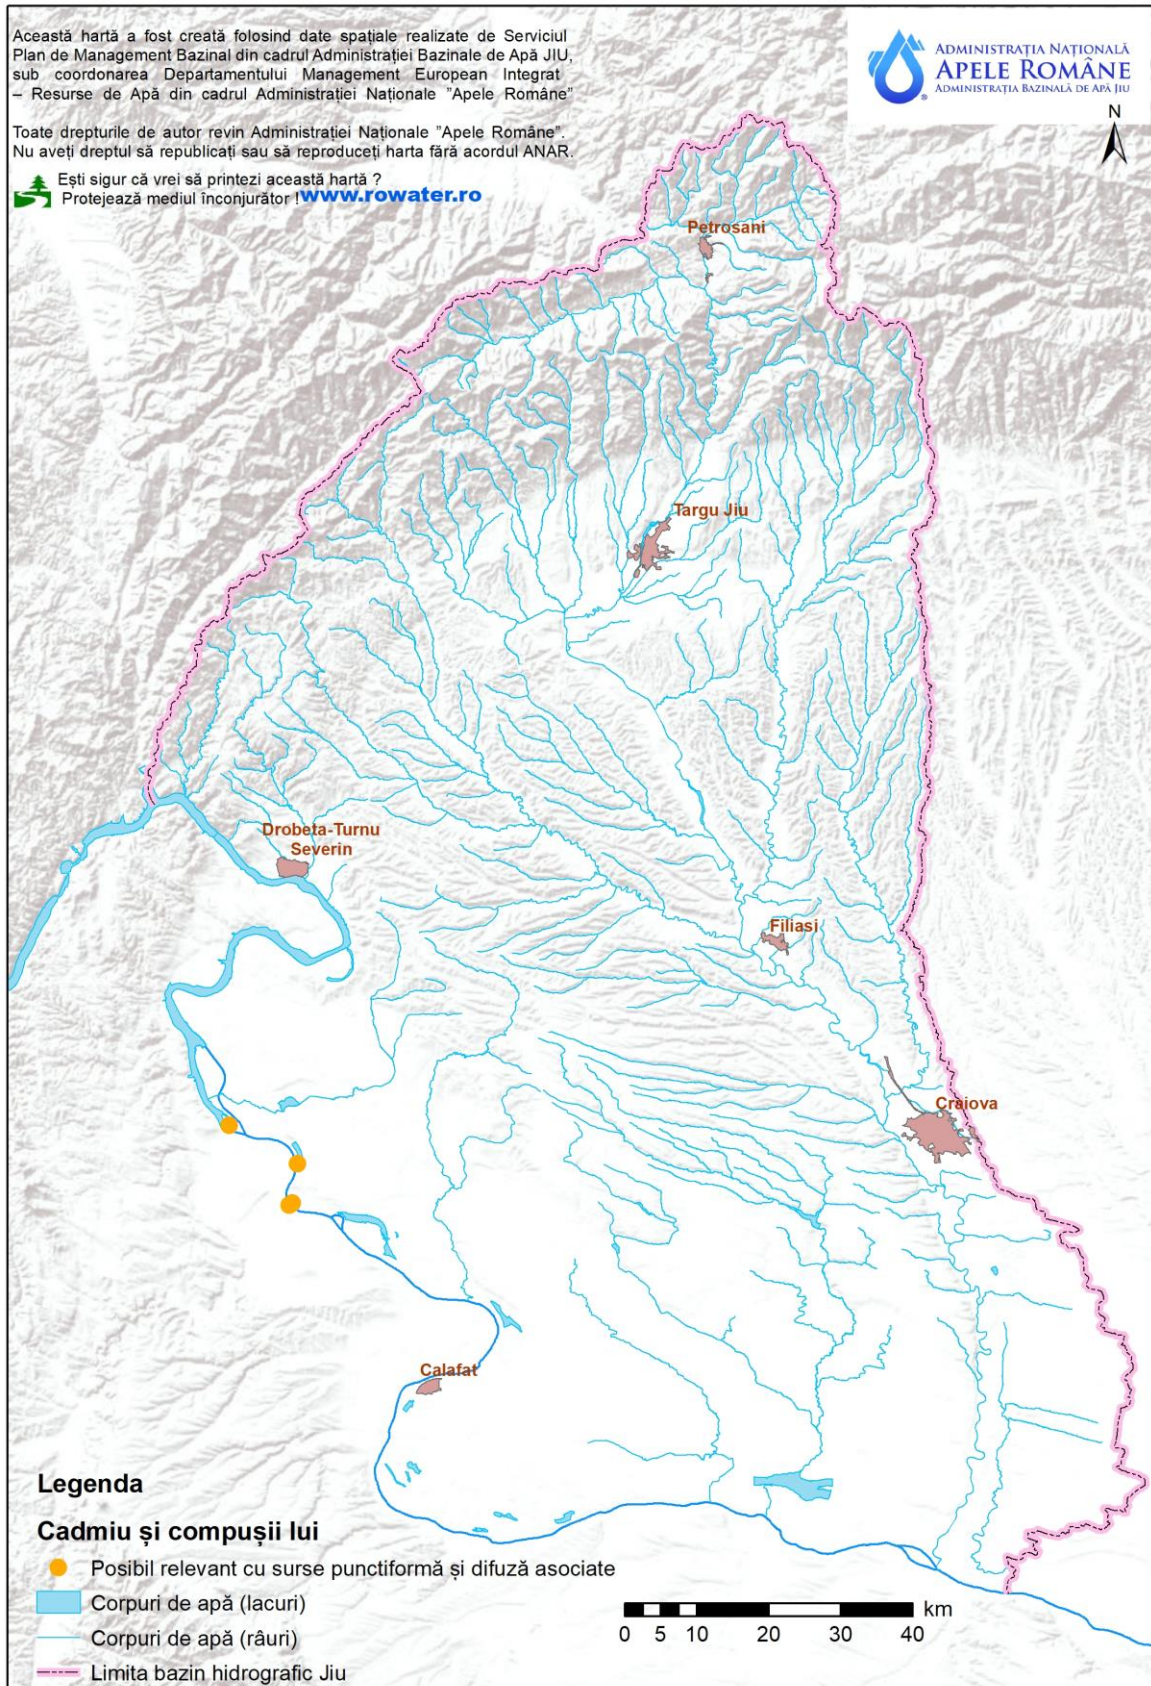 Această hartă a fost creată folosind date spațiale realizate de Serviciul
Plan de Management Bazinal din cadrul Administrației Bazinale de Apă JIU,
sub coordonarea Departamentului Management European Integrat
– Resurse de Apă din cadrul Administrației Naționale "Apele Române"
Toate drepturile de autor revin Administrației Naționale "Apele Române".
Nu aveți dreptul să republicați sau să reproduceți harta fără acordul ANAR.
Ești sigur că vrei să printezi această hartă ?
Protejează mediul înconjurător ! www.rowater.ro
ADMINISTRAȚIA NAȚIONALĂ
APELE ROMÂNE
ADMINISTRAȚIA BAZINALĂ DE APĂ JIU
N
Petrosani
Targu Jiu
Drobeta-Turnu
Severin
Filiasi
Craiova
Calafat
Legenda
Cadmiu și compușii lui
Posibil relevant cu surse punctiformă și difuză asociate
Corpuri de apă (lacuri)
Corpuri de apă (râuri)
Limita bazin hidrografic Jiu
km
0 5 10 20 30 40